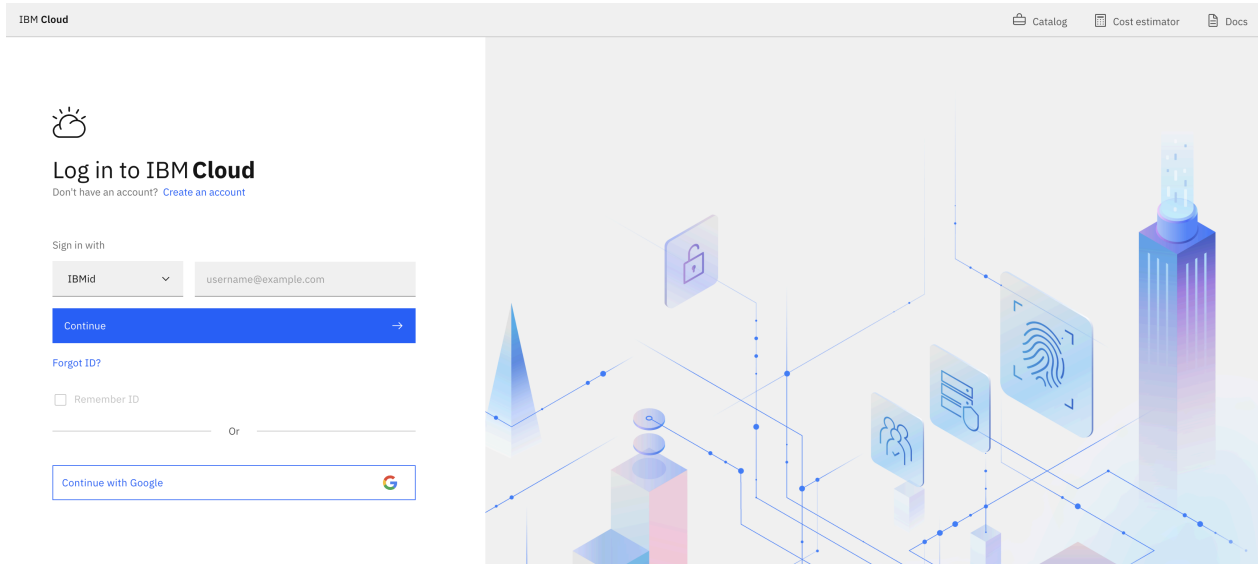 IBM Cloud
Catalog
Cost estimator
Docs
Log in to IBM Cloud
Don't have an account? Create an account
Sign in with
IBMid
username@example.com
Continue
Forgot ID?
Remember ID
Or
Continue with Google